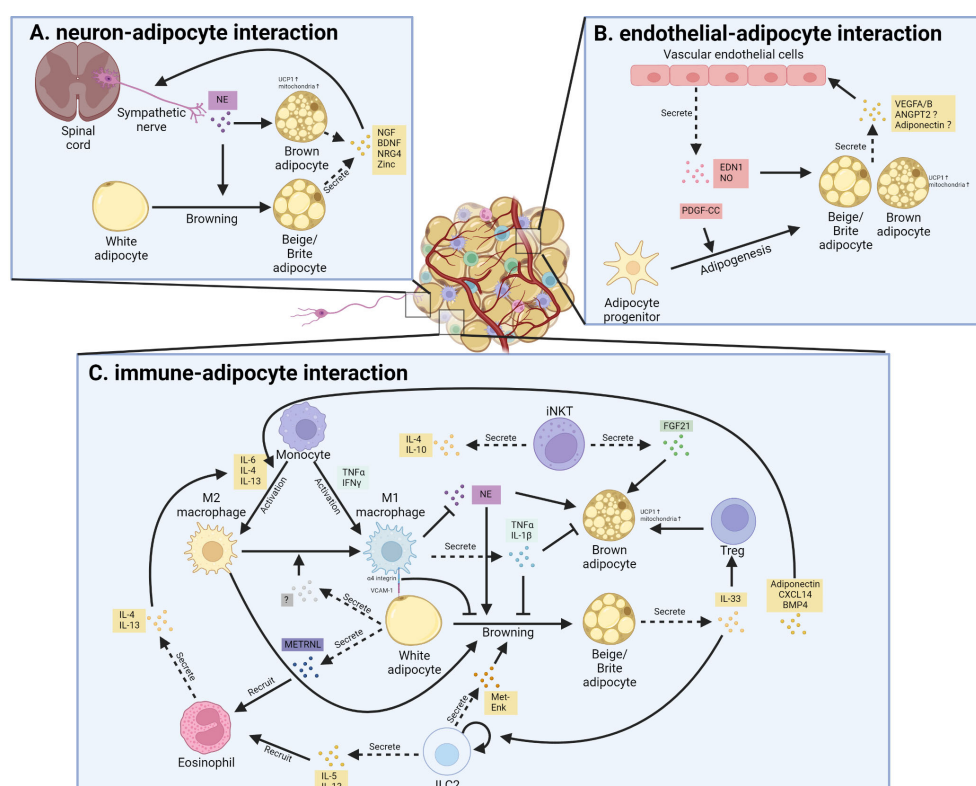 A. neuron-adipocyte interaction
UCP1↑
mitochondria↑
NE
Sympathetic
nerve
Spinal
cord
Brown
adipocyte
NGF
BDNF
NRG4
Zinc
Secrete
Browning
White
adipocyte
Beige/
Brite
adipocyte
B. endothelial-adipocyte interaction
Vascular endothelial cells
Secrete
VEGFA/B
ANGPT2 ?
Adiponectin ?
Secrete
EDN1
NO
UCP1↑
mitochondria↑
PDGF-CC
Beige/
Brite adipocyte
Brown
adipocyte
Adipogenesis
Adipocyte
progenitor
C. immune-adipocyte interaction
Monocyte
IL-6
IL-4
IL-13
Activation
TNFα
IFNγ
Activation
IL-4
IL-10
Secrete
iNKT
Secrete
FGF21
M2
macrophage
M1
macrophage
NE
TNFα
IL-1β
Secrete
Brown
adipocyte
UCP1↑
mitochondria↑
Treg
α4 integrin
VCAM-1
?
Secrete
Secrete
White
adipocyte
Browning
Beige/
Brite
adipocyte
Secrete
IL-33
Adiponectin
CXCL14
BMP4
IL-4
IL-13
METRNL
Recruit
Secrete
Met-
Enk
Secrete
Eosinophil
Recruit
IL-5
Secrete
ILC2